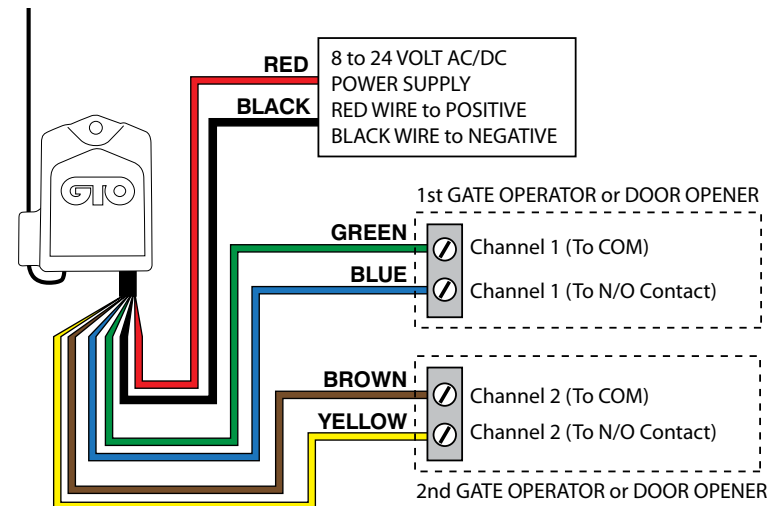 RED
BLACK
8 to 24 VOLT AC/DC
POWER SUPPLY
RED WIRE to POSITIVE
BLACK WIRE to NEGATIVE
GTO
1st GATE OPERATOR or DOOR OPENER
GREEN
Channel 1 (To COM)
BLUE
Channel 1 (To N/O Contact)
BROWN
Channel 2 (To COM)
YELLOW
Channel 2 (To N/O Contact)
2nd GATE OPERATOR or DOOR OPENER